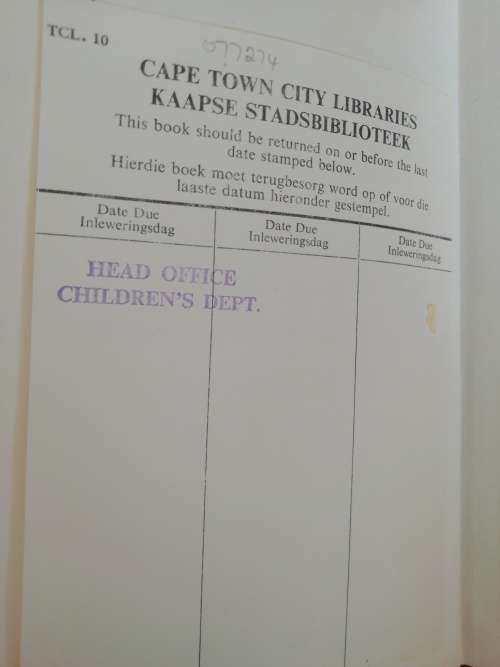 TCL. 10
077274
CAPE TOWN CITY LIBRARIES
KAAPSE STADSBIBLIOTEEK
This book should be returned on or before the last
date stamped below.
Hierdie boek moet terugbesorg word op of voor die
laaste datum hieronder gestempel.
Date Due
Inleweringsdag
Date Due
Inleweringsdag
Date Due
Inleweringsdag
HEAD OFFICE
CHILDREN'S DEPT.